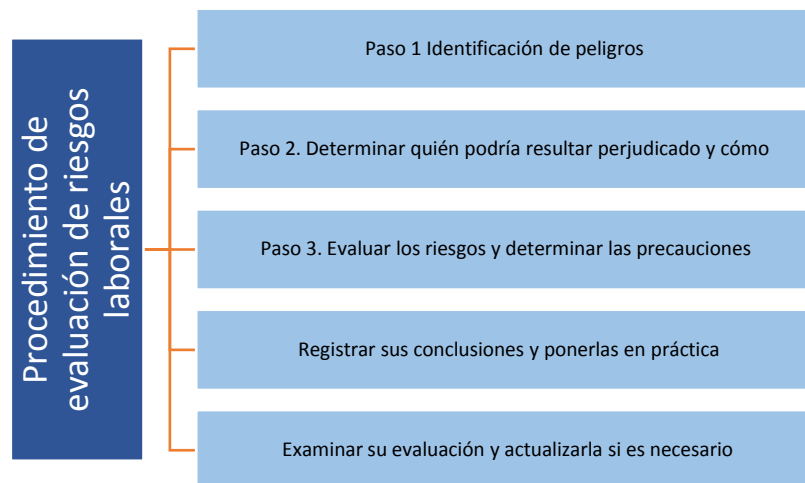 Procedimiento de
evaluación de riesgos
laborales
Paso 1 Identificación de peligros
Paso 2. Determinar quién podría resultar perjudicado y cómo
Paso 3. Evaluar los riesgos y determinar las precauciones
Registrar sus conclusiones y ponerlas en práctica
Examinar su evaluación y actualizarla si es necesario